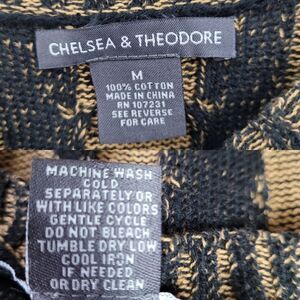 CHELSEA & THEODORE
M
100% COTTON
MADE IN CHINA
RN 107231
SEE REVERSE
FOR CARE
MACHINE WASH
COLD
SEPARATELY OR
WITH LIKE COLORS
GENTLE CYCLE
DO NOT BLEACH
TUMBLE DRY LOW
COOL IRON
IF NEEDED
OR DRY CLEAN